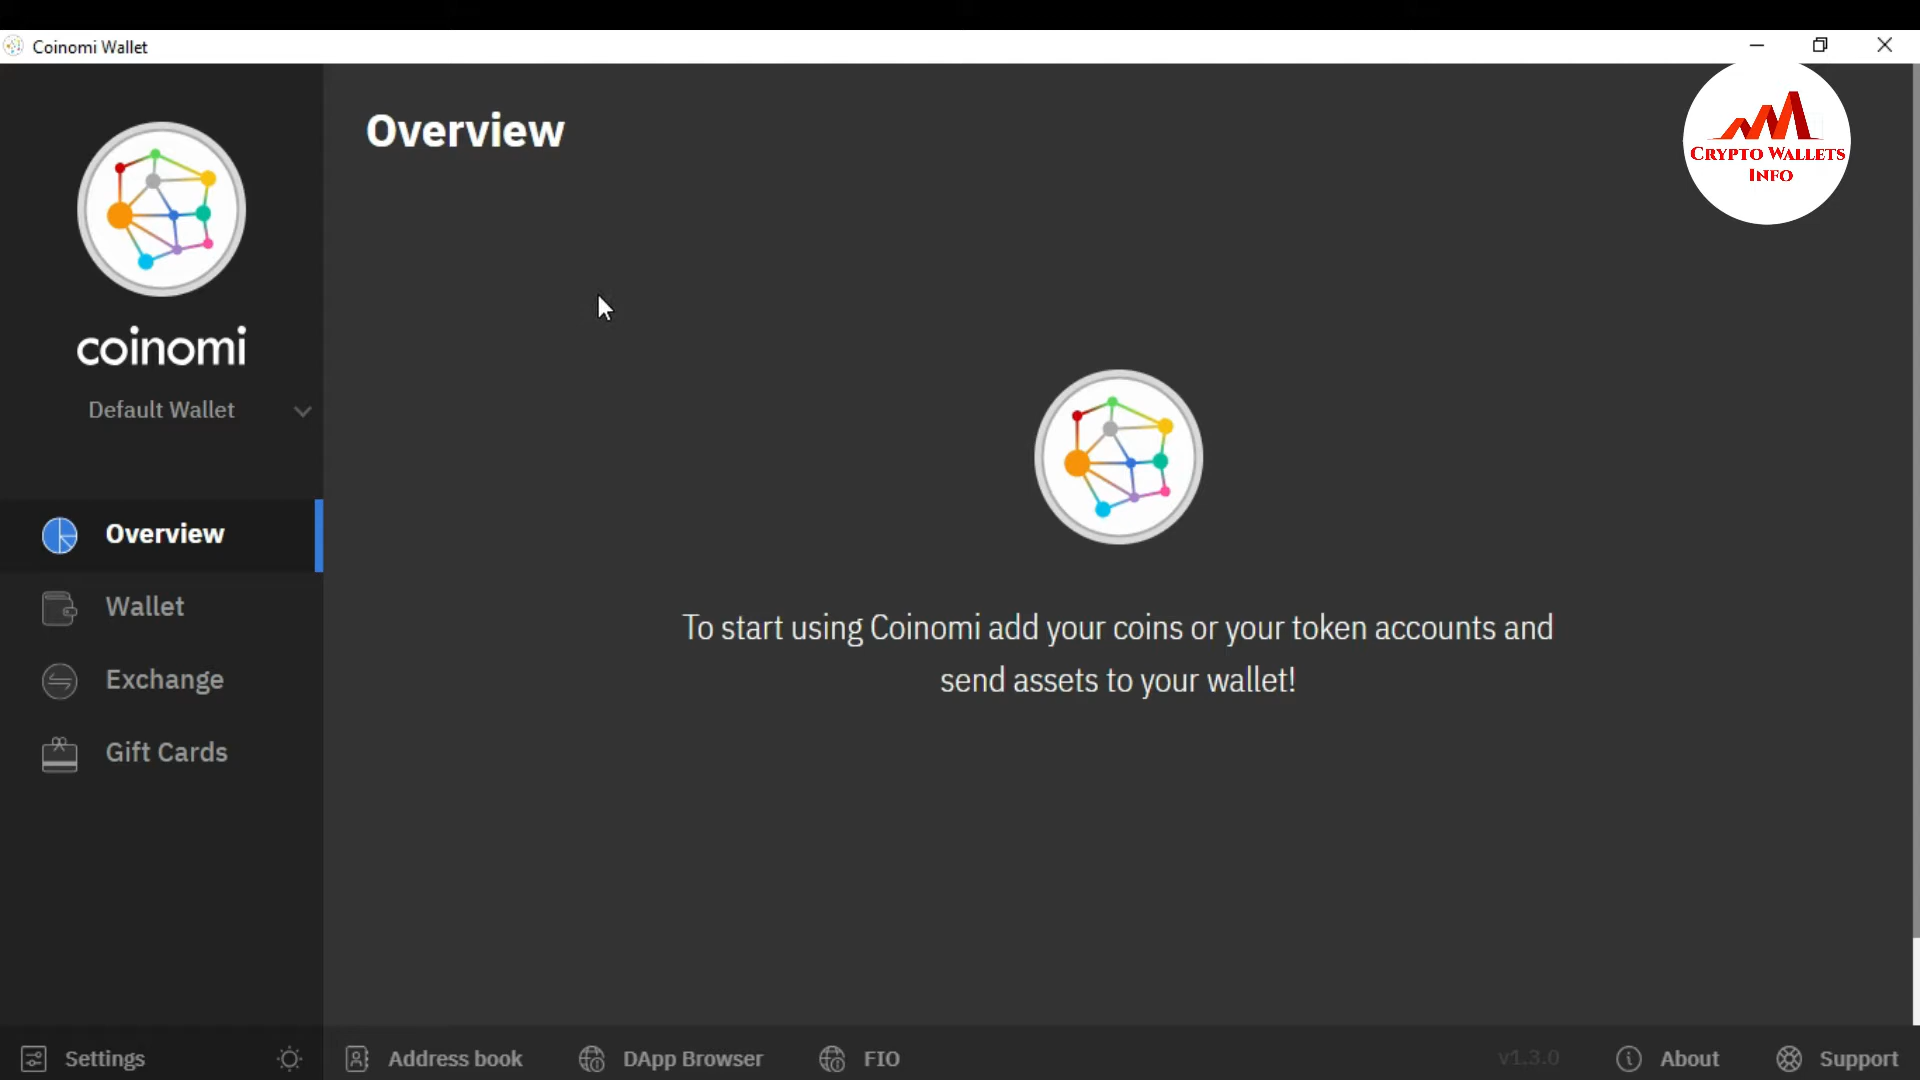 Coinomi Wallet
Overview
CRYPTO WALLETS
INFO
coinomi
Default Wallet
Overview
Wallet
Exchange
Gift Cards
To start using Coinomi add your coins or your token accounts and
send assets to your wallet!
Settings
Address book
DApp Browser
FIO
v1.3.0
About
Support